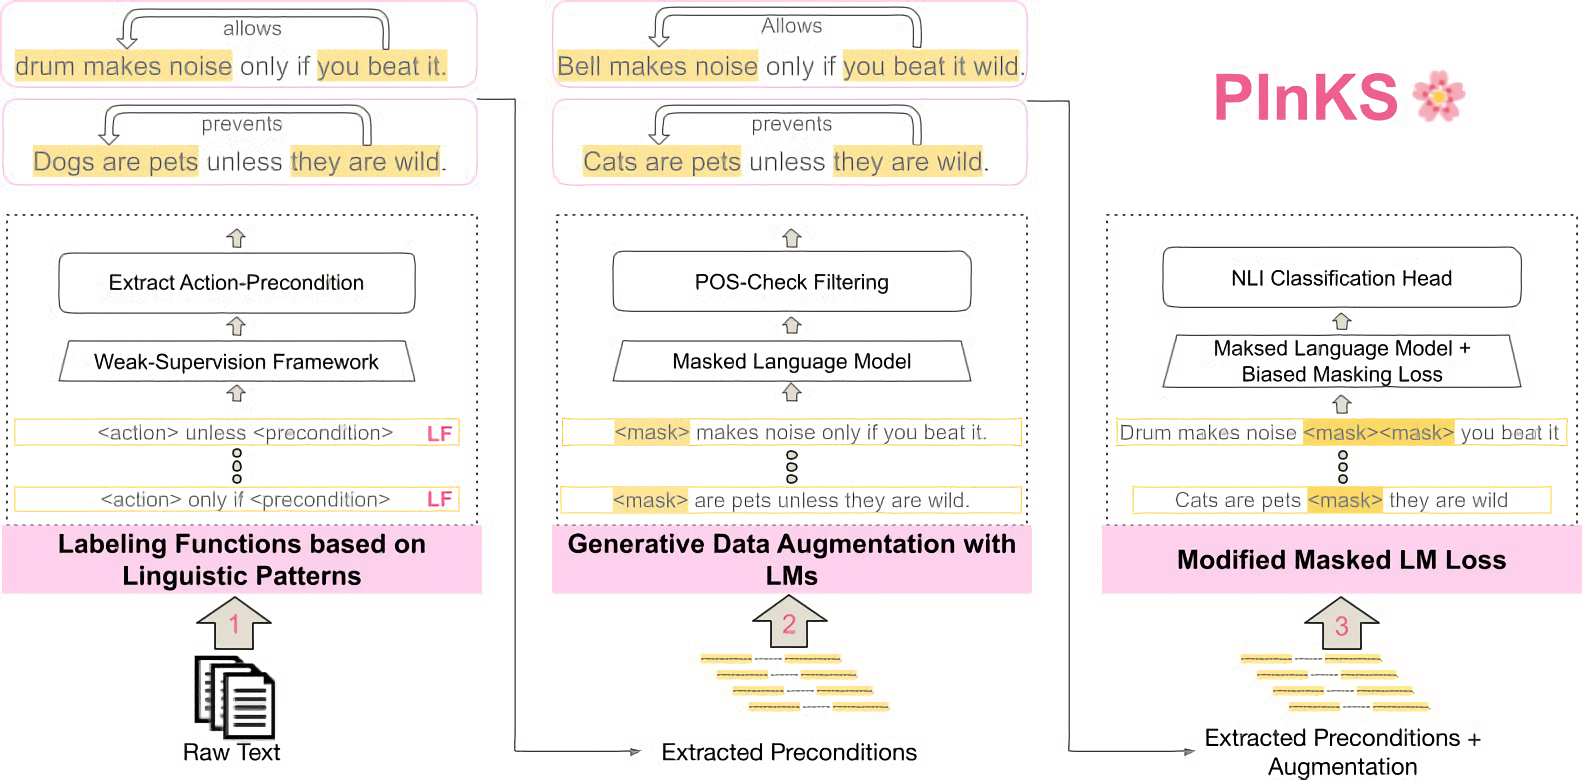 allows
drum makes noise only if you beat it.
prevents
Dogs are pets unless they are wild.
Extract Action-Precondition
Weak-Supervision Framework
<action> unless <precondition> LF
<action> only if <precondition> LF
Labeling Functions based on
Linguistic Patterns
1
Raw Text
Allows
Bell makes noise only if you beat it wild.
prevents
Cats are pets unless they are wild.
POS-Check Filtering
Masked Language Model
<mask> makes noise only if you beat it.
<mask> are pets unless they are wild.
Generative Data Augmentation with
LMs
2
Extracted Preconditions
PInKS
NLI Classification Head
Maksed Language Model +
Biased Masking Loss
Drum makes noise <mask><mask> you beat it
Cats are pets <mask> they are wild
Modified Masked LM Loss
3
Extracted Preconditions +
Augmentation